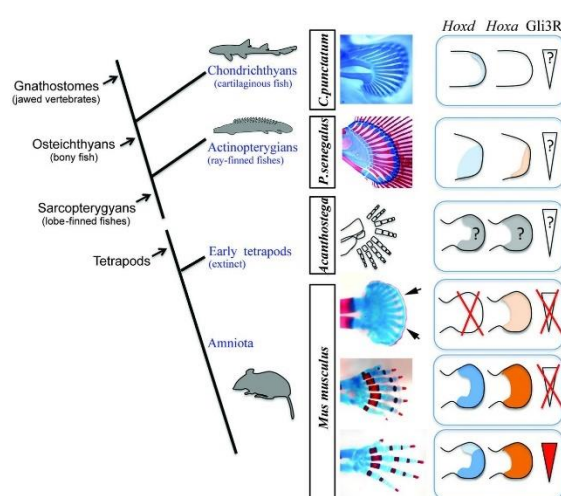 Hoxd Hoxa Gli3R
Gnathostomes
(jawed vertebrates)
Chondrichthyans
(cartilaginous fish)
C.punctatum
?
Osteichthyans
(bony fish)
Actinopterygians
(ray-finned fishes)
P.senegalus
?
Sarcopterygyans
(lobe-finned fishes)
Acanthostega
? ? ?
Tetrapods
Early tetrapods
(extinct)
Amniota
Mus musculus